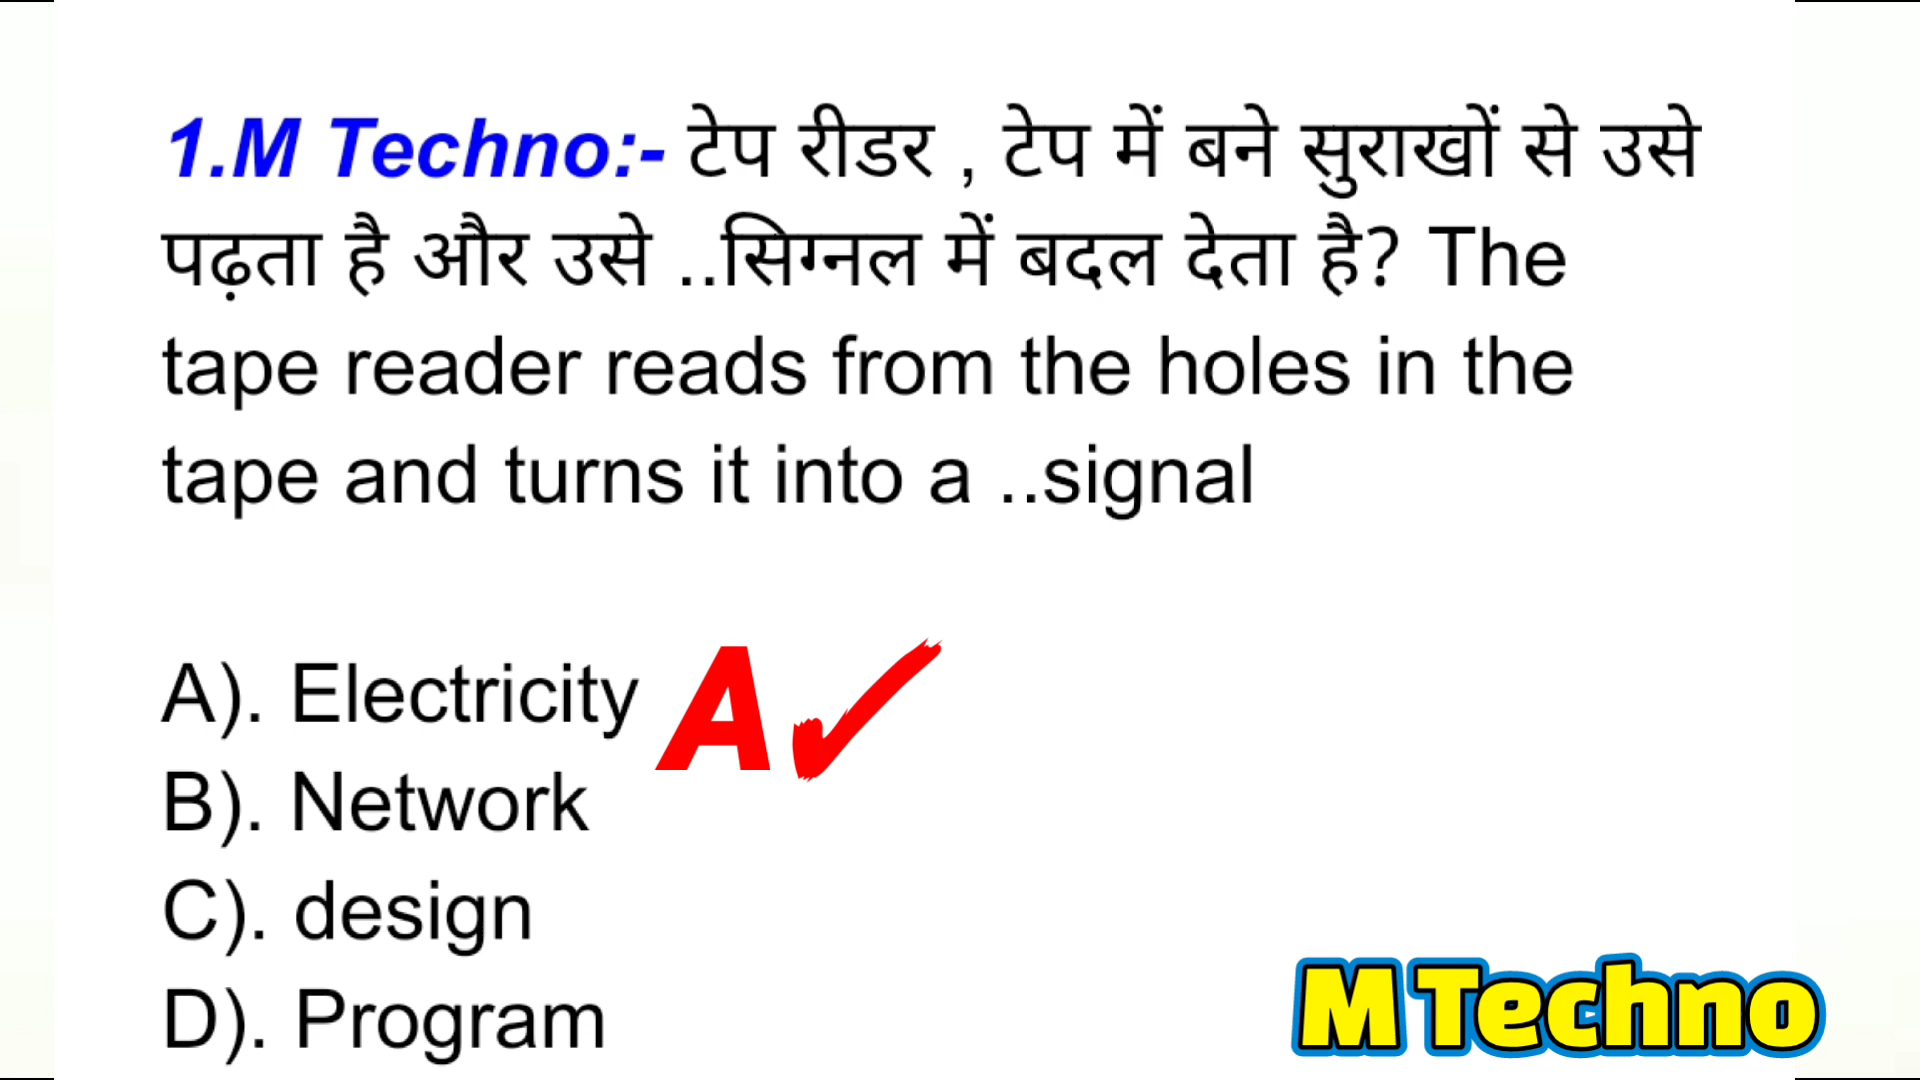 1.M Techno:- टेप रीडर , टेप में बने सुराखों से उसे
पढ़ता है और उसे ..सिग्नल में बदल देता है? The
tape reader reads from the holes in the
tape and turns it into a ..signal
A). Electricity A✓
B). Network
C). design
D). Program
M Techno